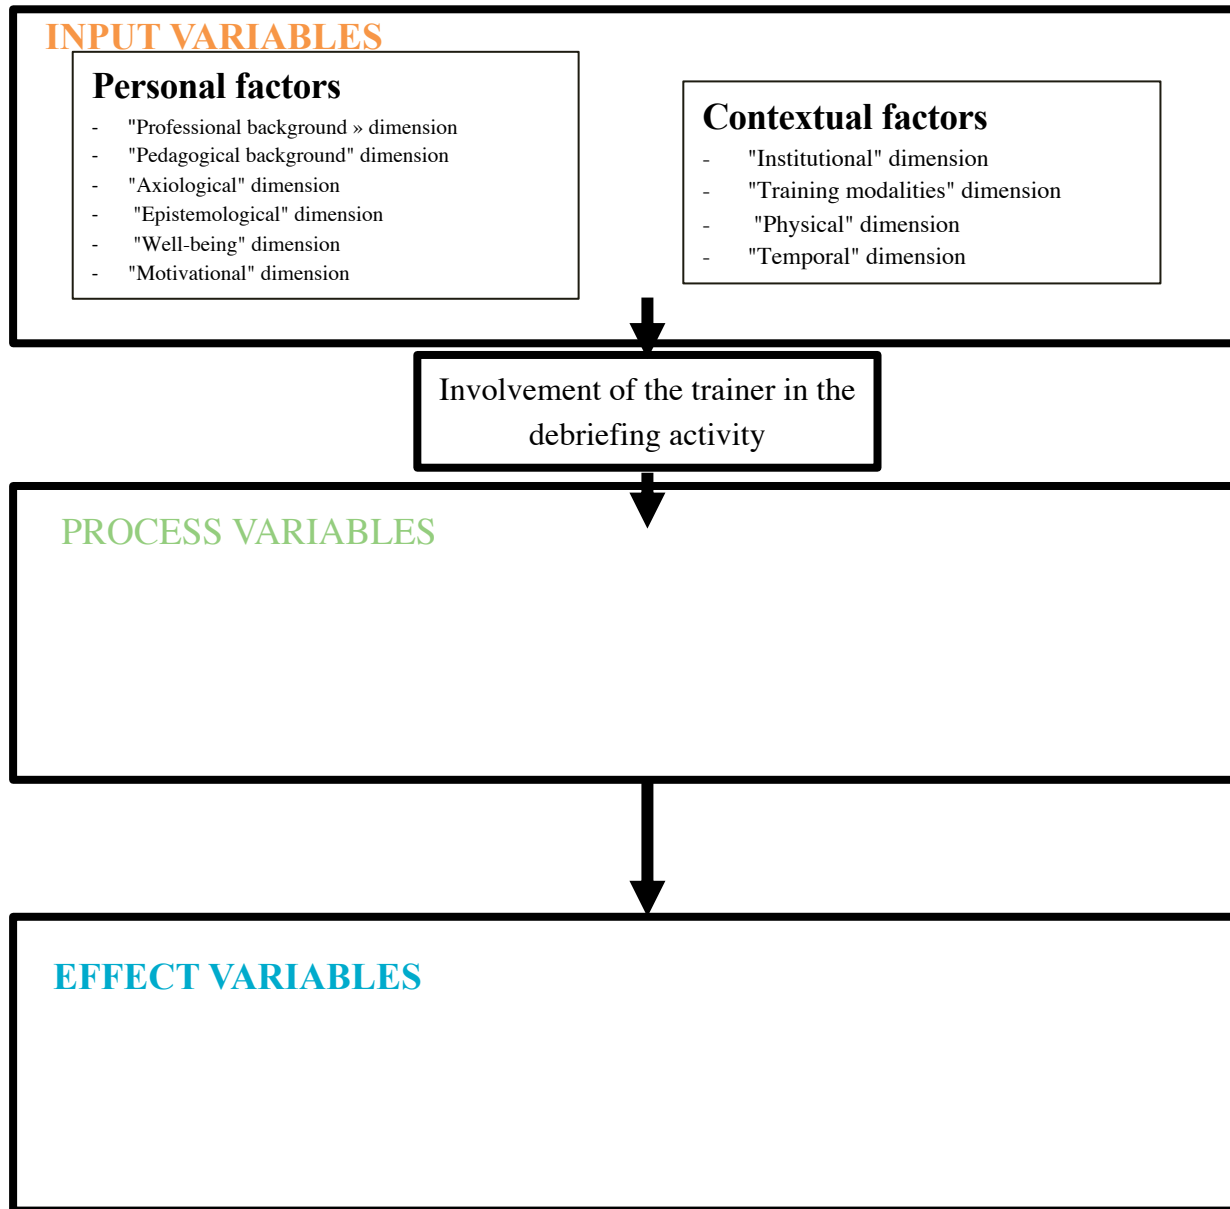 INPUT VARIABLES
Personal factors
- "Professional background » dimension
- "Pedagogical background" dimension
- "Axiological" dimension
- "Epistemological" dimension
- "Well-being" dimension
- "Motivational" dimension
Contextual factors
- "Institutional" dimension
- "Training modalities" dimension
- "Physical" dimension
- "Temporal" dimension
Involvement of the trainer in the
debriefing activity
PROCESS VARIABLES
EFFECT VARIABLES